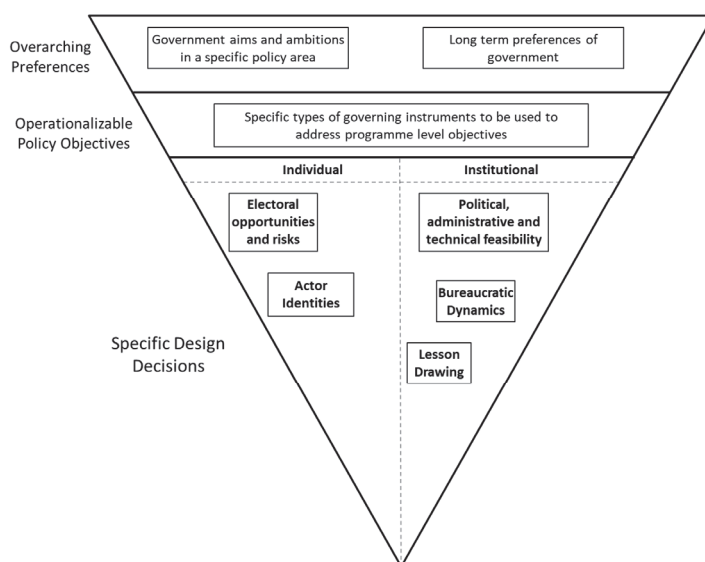 Overarching
Preferences
Government aims and ambitions
in a specific policy area
Long term preferences of
government
Operationalizable
Policy Objectives
Specific types of governing instruments to be used to
address programme level objectives
Individual
Institutional
Electoral
opportunities
and risks
Political,
administrative and
technical feasibility
Actor
Identities
Bureaucratic
Dynamics
Specific Design
Decisions
Lesson
Drawing